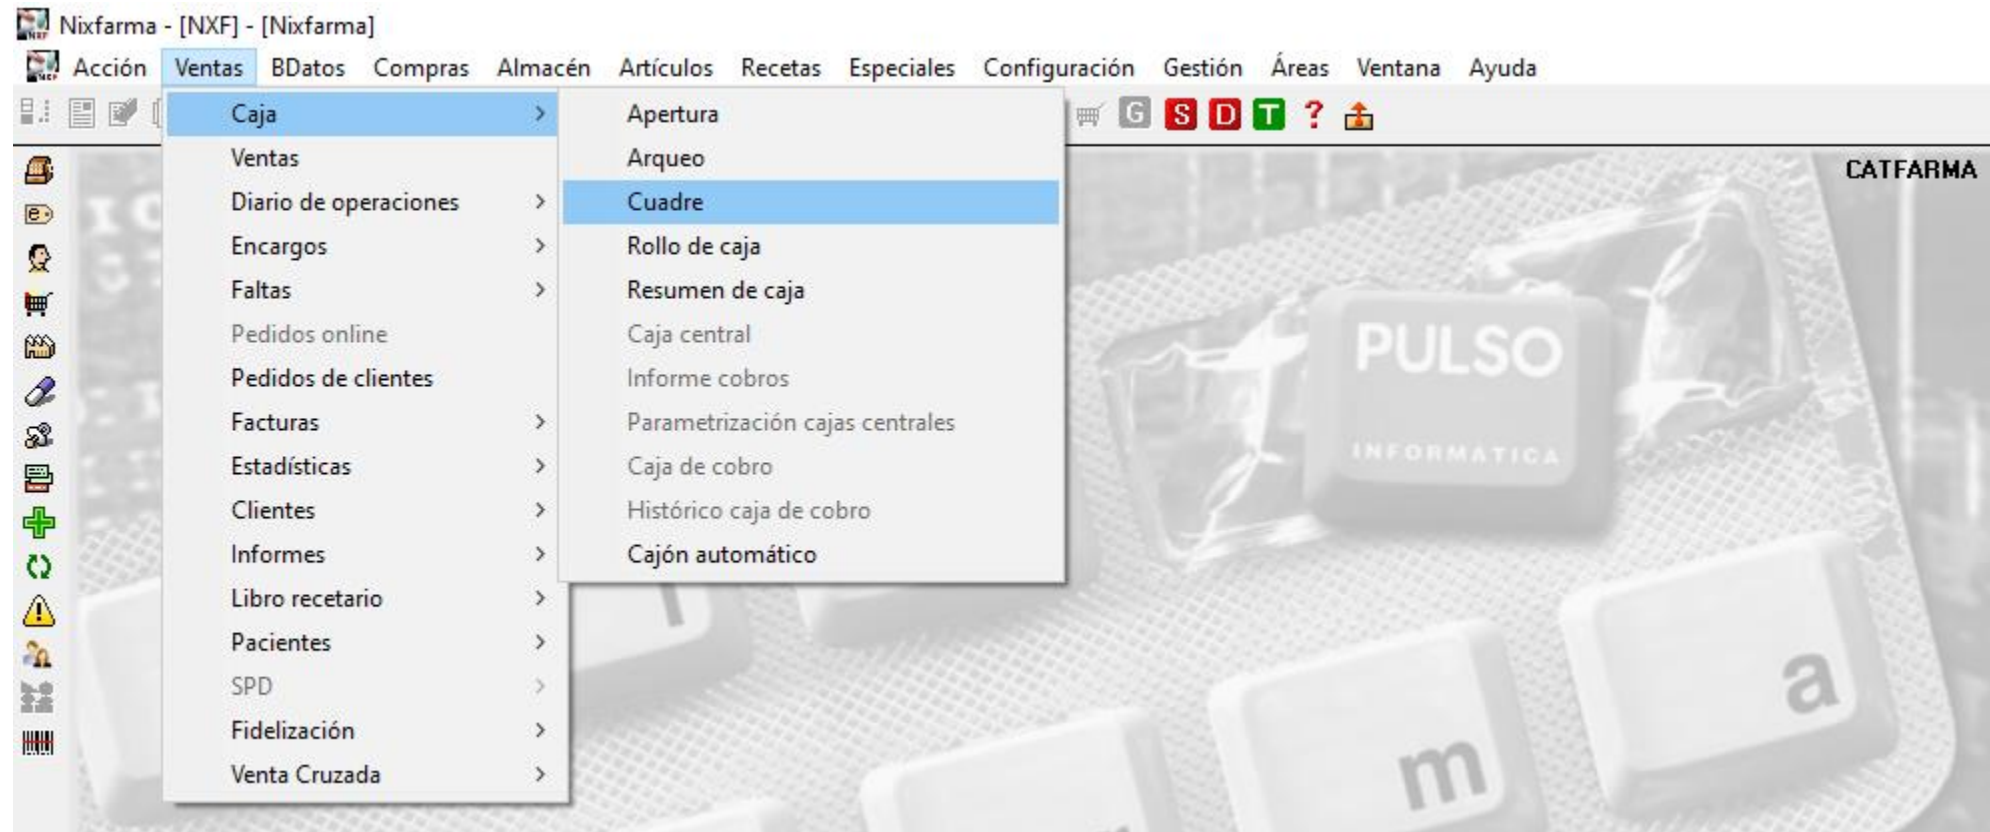 Nixfarma - [NXF] - [Nixfarma]
Acción Ventas BDatos Compras Almacén Artículos Recetas Especiales Configuración Gestión Áreas Ventana Ayuda
G S D T ?
CATFARMA
Caja
Ventas
Diario de operaciones
Encargos
Faltas
Pedidos online
Pedidos de clientes
Facturas
Estadísticas
Clientes
Informes
Libro recetario
Pacientes
SPD
Fidelización
Venta Cruzada
Apertura
Arqueo
Cuadre
Rollo de caja
Resumen de caja
Caja central
Informe cobros
Parametrización cajas centrales
Caja de cobro
Histórico caja de cobro
Cajón automático
PULSO
INFORMÁTICA
a
m